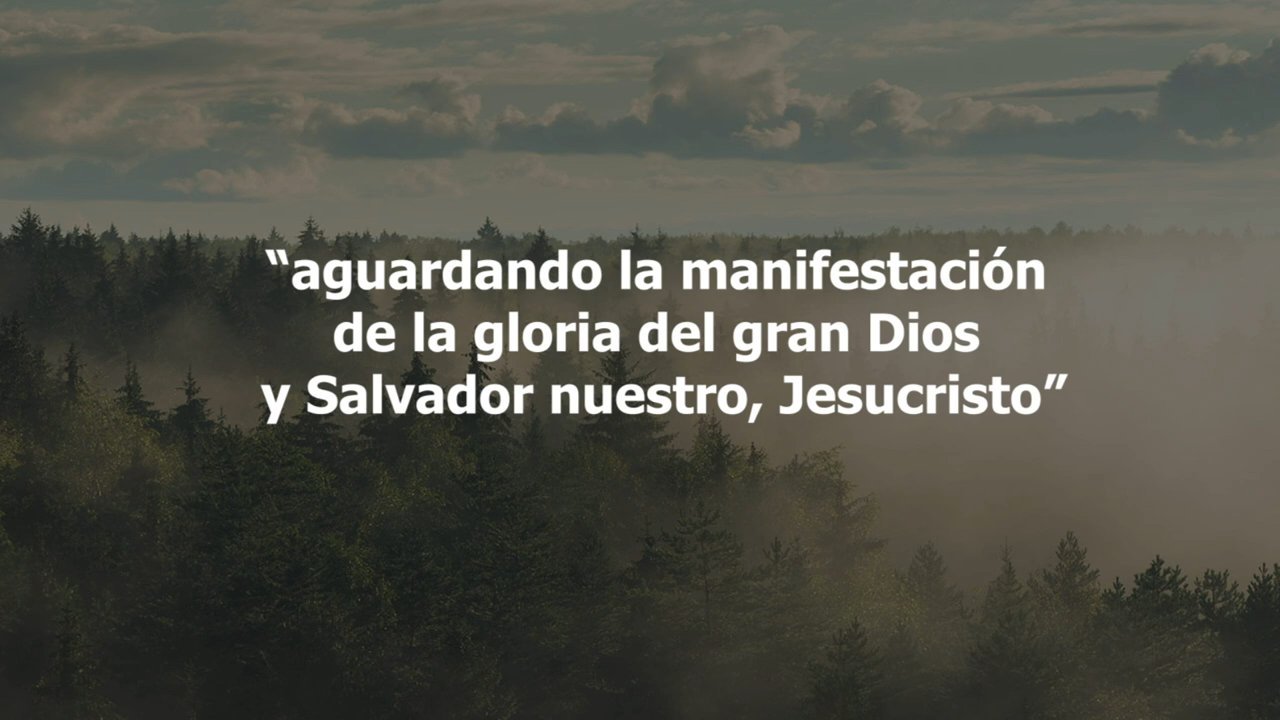 “aguardando la manifestación
de la gloria del gran Dios
y Salvador nuestro, Jesucristo”